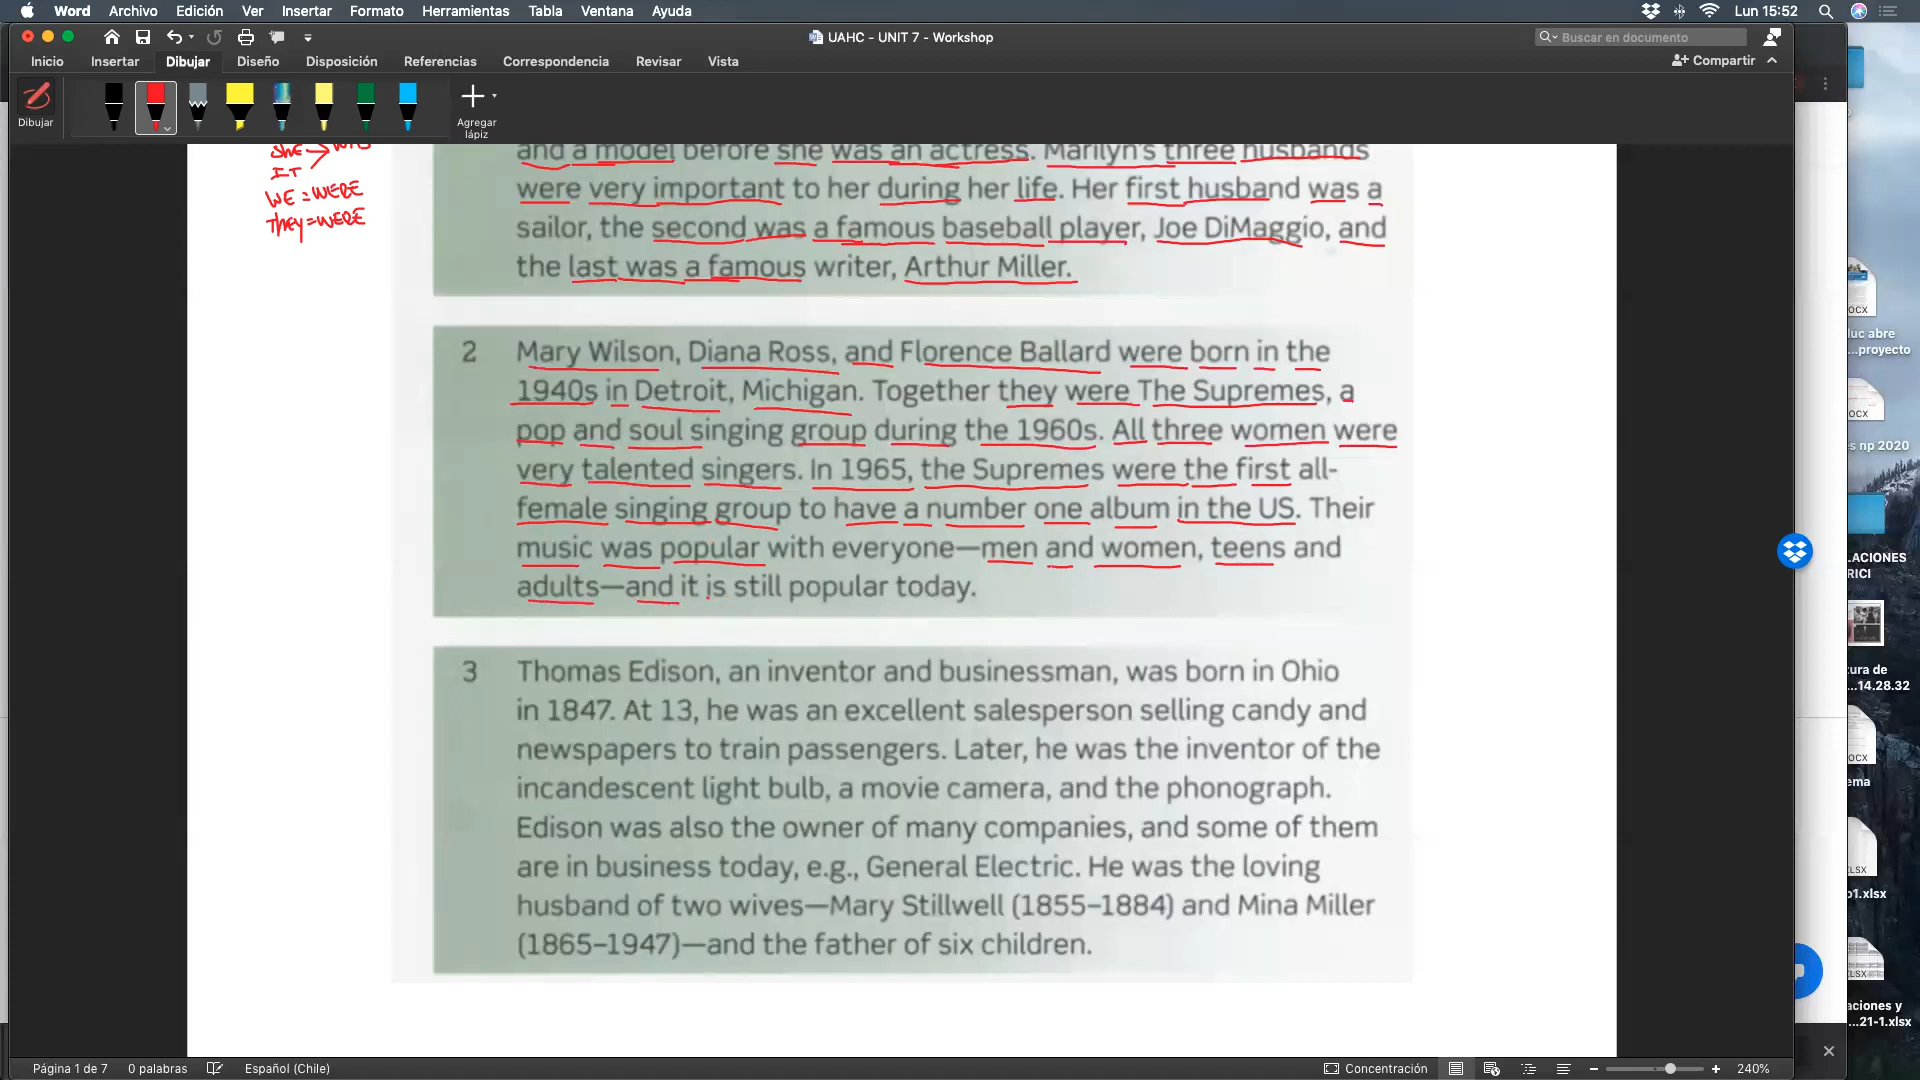 Word Archivo Edición Ver Insertar Formato Herramientas Tabla Ventana Ayuda Lun 15:52
UAHC - UNIT 7 - Workshop
Buscar en documento
Inicio Insertar Dibujar Diseño Disposición Referencias Correspondencia Revisar Vista
Compartir
Dibujar
Agregar
lápiz
SHE
IT
WE = WERE
They = WERE
and a model before she was an actress. Marilyn's three husbands
were very important to her during her life. Her first husband was a
sailor, the second was a famous baseball player, Joe DiMaggio, and
the last was a famous writer, Arthur Miller.
2 Mary Wilson, Diana Ross, and Florence Ballard were born in the
1940s in Detroit, Michigan. Together they were The Supremes, a
pop and soul singing group during the 1960s. All three women were
very talented singers. In 1965, the Supremes were the first all-
female singing group to have a number one album in the US. Their
music was popular with everyone—men and women, teens and
adults—and it is still popular today.
3 Thomas Edison, an inventor and businessman, was born in Ohio
in 1847. At 13, he was an excellent salesperson selling candy and
newspapers to train passengers. Later, he was the inventor of the
incandescent light bulb, a movie camera, and the phonograph.
Edison was also the owner of many companies, and some of them
are in business today, e.g., General Electric. He was the loving
husband of two wives—Mary Stillwell (1855–1884) and Mina Miller
(1865–1947)—and the father of six children.
OCX
luc abre
...proyecto
OCX
es np 2020
LACIONES
RICI
tura de
...14.28.32
OCX
ema
XLSX
o1.xlsx
XLSX
aciones y
...21-1.xlsx
Página 1 de 7 0 palabras Español (Chile) Concentración 240%